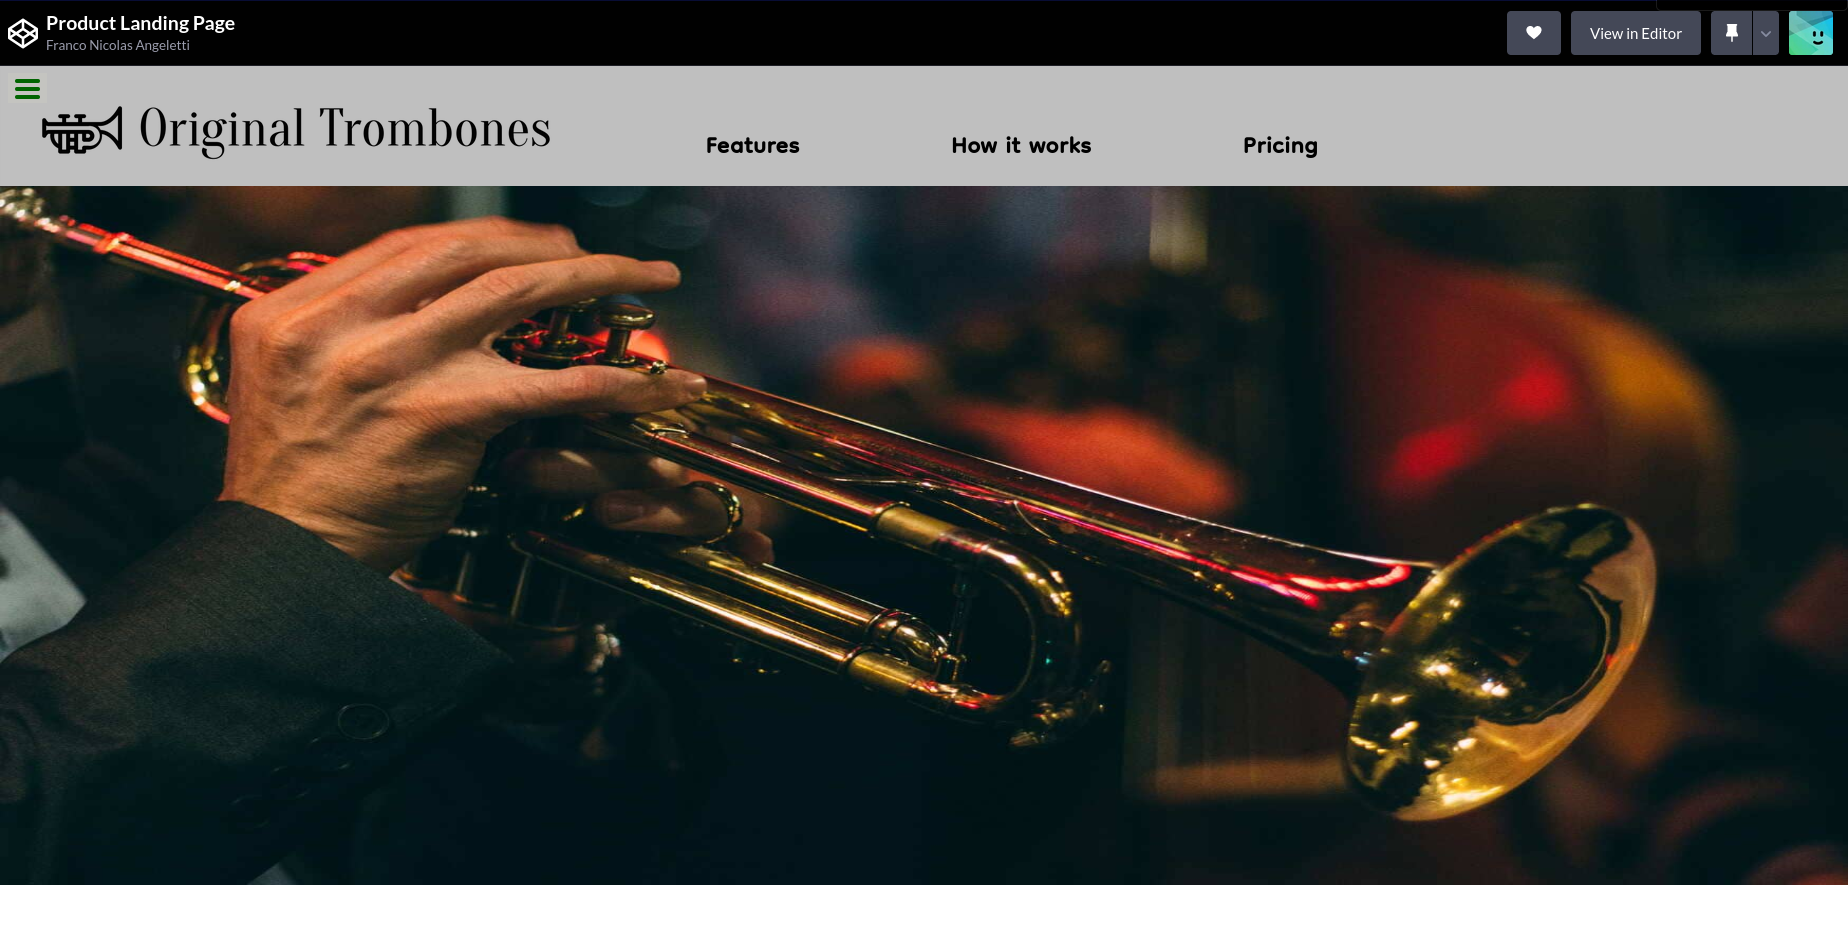 Product Landing Page
Franco Nicolas Angeletti
View in Editor
Original Trombones
Features
How it works
Pricing